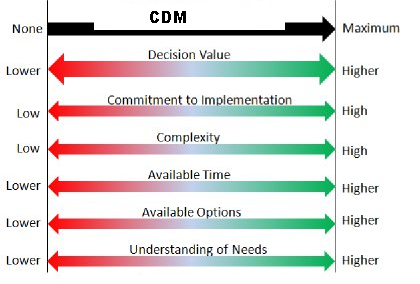 CDM
None Maximum
Decision Value
Lower Higher
Commitment to Implementation
Low High
Complexity
Low High
Available Time
Lower Higher
Available Options
Lower Higher
Understanding of Needs
Lower Higher